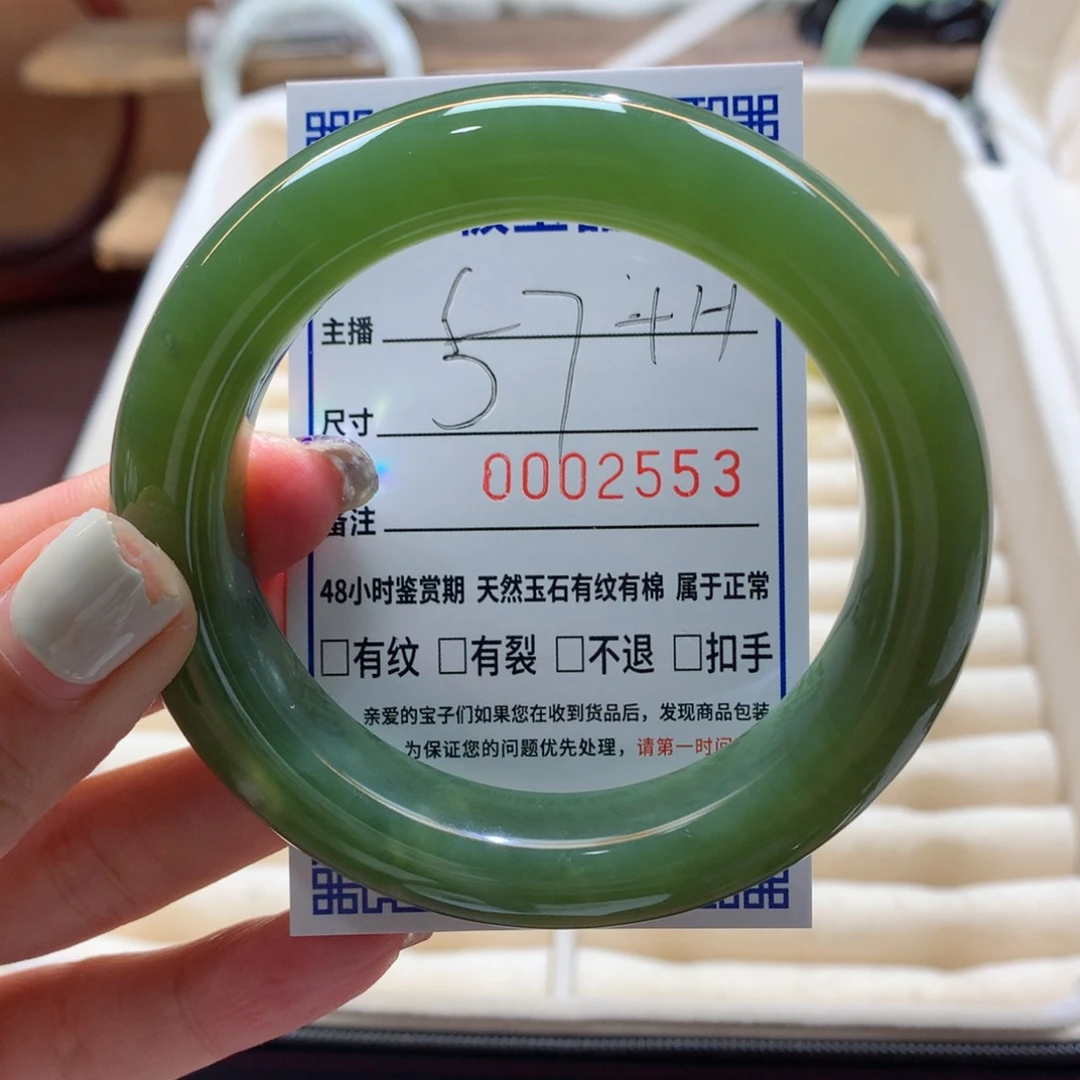 主播
57 +H
尺寸
0002553
备注
48小时鉴赏期 天然玉石有纹有棉 属于正常
□有纹 □有裂 □不退 □扣手
亲爱的宝子们如果您在收到货品后，发现商品包装
为保证您的问题优先处理，请第一时间